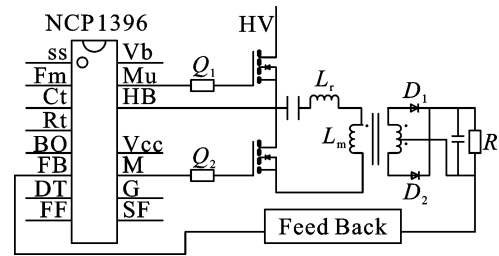 NCP1396
HV
ss Vb
Fm Mu Q1
Ct HB Lr D1
Rt Lm R
BO Vcc
FB M Q2
DT G D2
FF SF
Feed Back